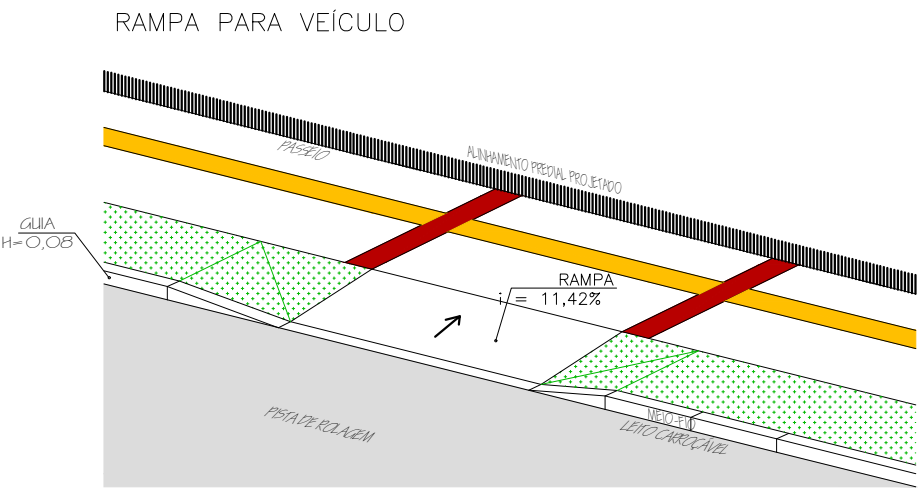 RAMPA PARA VEÍCULO
PASSEIO
ALINHAMENTO PREDIAL PROJETADO
GUIA
H=0,08
RAMPA
i = 11,42%
PISTA DE ROLAGEM
MEIO-FIO
LEITO CARROÇÁVEL